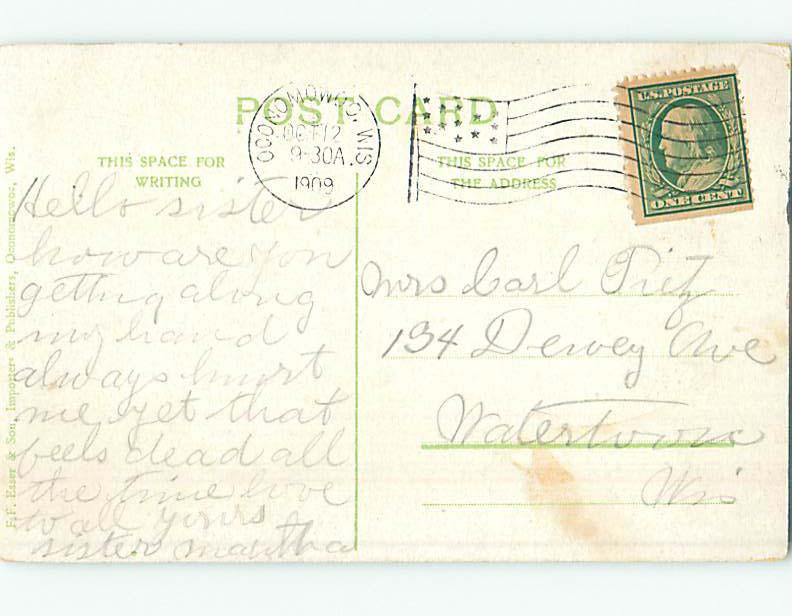 POST CARD
OCONOMOWOC, WIS
OCT 12
9-30A.
1909
U.S. POSTAGE
ONE CENT
THIS SPACE FOR
WRITING
THIS SPACE FOR
THE ADDRESS
F. F. Esser & Son, Importers & Publishers, Oconomowoc, Wis.
Hello sister
how are you
getting along
my hand
always hurt
me yet that
feels dead all
the time love
to all yours
sister martha
Mrs Carl Tietz
134 Dewey Ave
Watertown
Wis